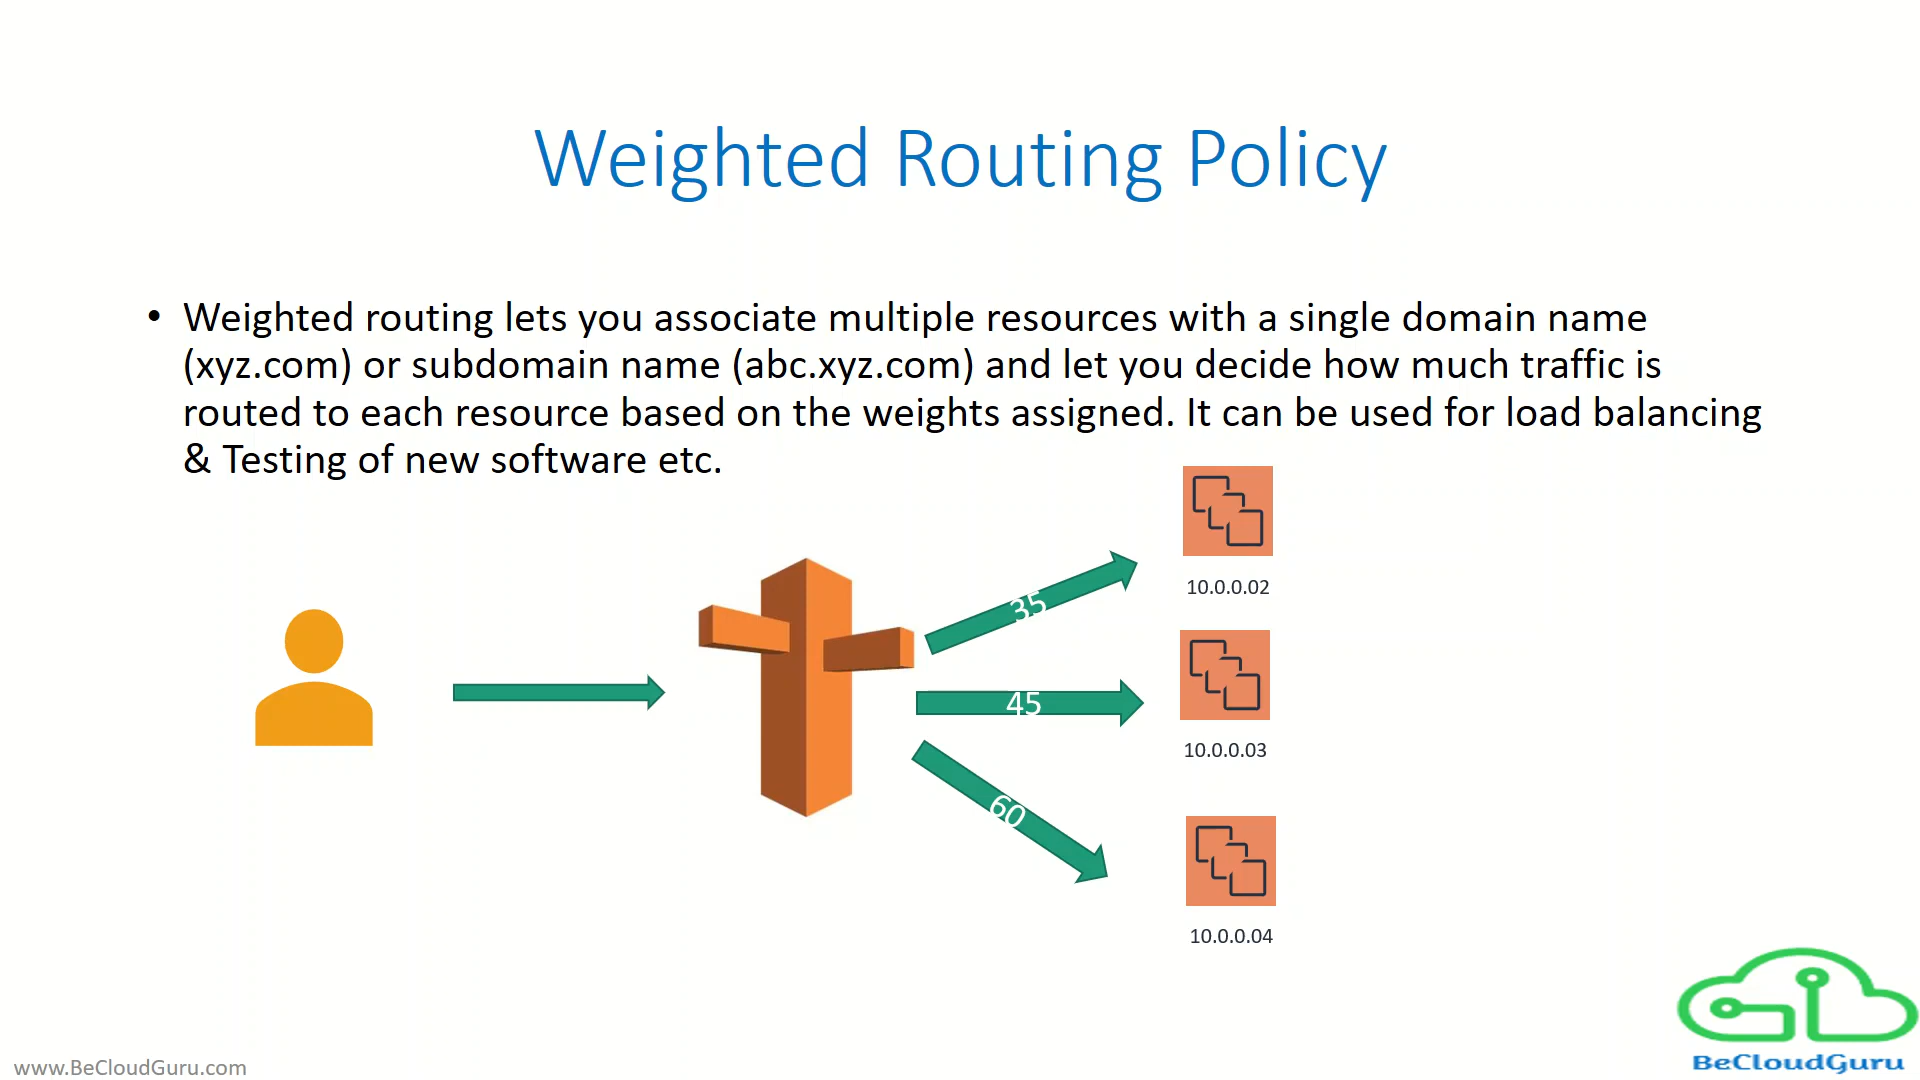 Weighted Routing Policy
• Weighted routing lets you associate multiple resources with a single domain name
(xyz.com) or subdomain name (abc.xyz.com) and let you decide how much traffic is
routed to each resource based on the weights assigned. It can be used for load balancing
& Testing of new software etc.
35
10.0.0.02
45
10.0.0.03
60
10.0.0.04
www.BeCloudGuru.com
BeCloudGuru